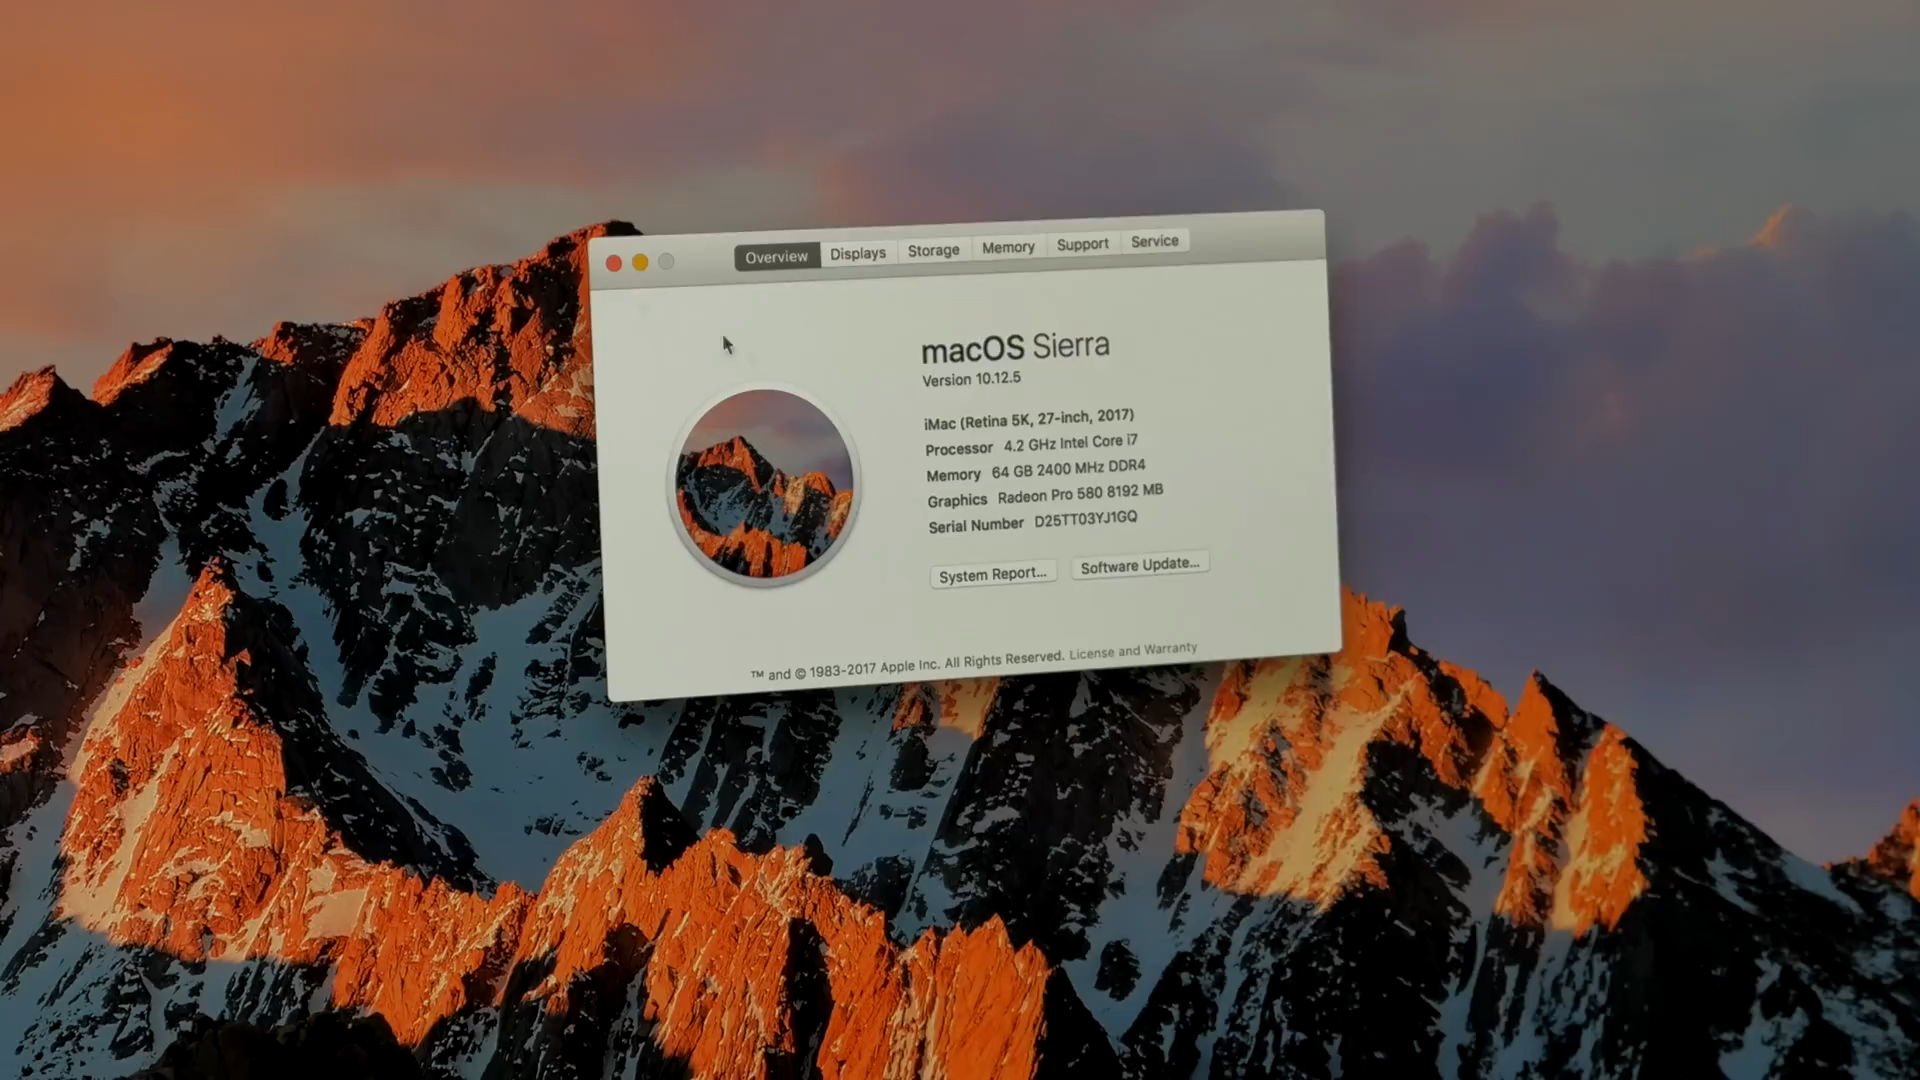 Overview Displays Storage Memory Support Service
macOS Sierra
Version 10.12.5
iMac (Retina 5K, 27-inch, 2017)
Processor 4.2 GHz Intel Core i7
Memory 64 GB 2400 MHz DDR4
Graphics Radeon Pro 580 8192 MB
Serial Number D25TT03YJ1GQ
System Report... Software Update...
™ and © 1983-2017 Apple Inc. All Rights Reserved. License and Warranty